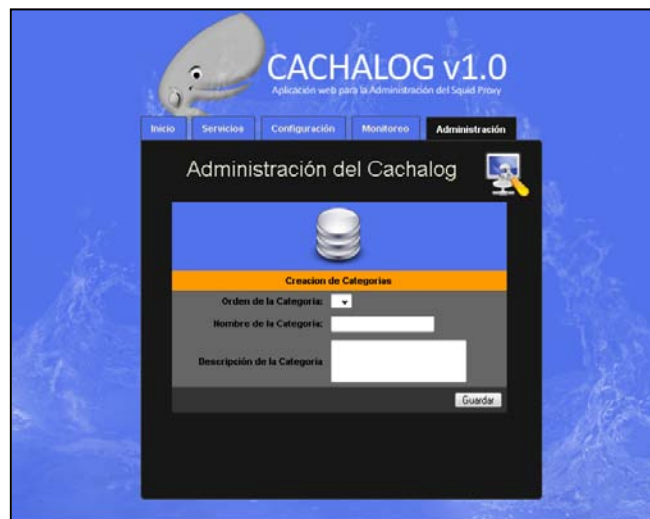 CACHALOG v1.0
Aplicación web para la Administración del Squid Proxy
Inicio Servicios Configuración Monitoreo Administración
Administración del Cachalog
Creacion de Categorias
Orden de la Categoria:
Nombre de la Categoria:
Descripción de la Categoria
Guardar